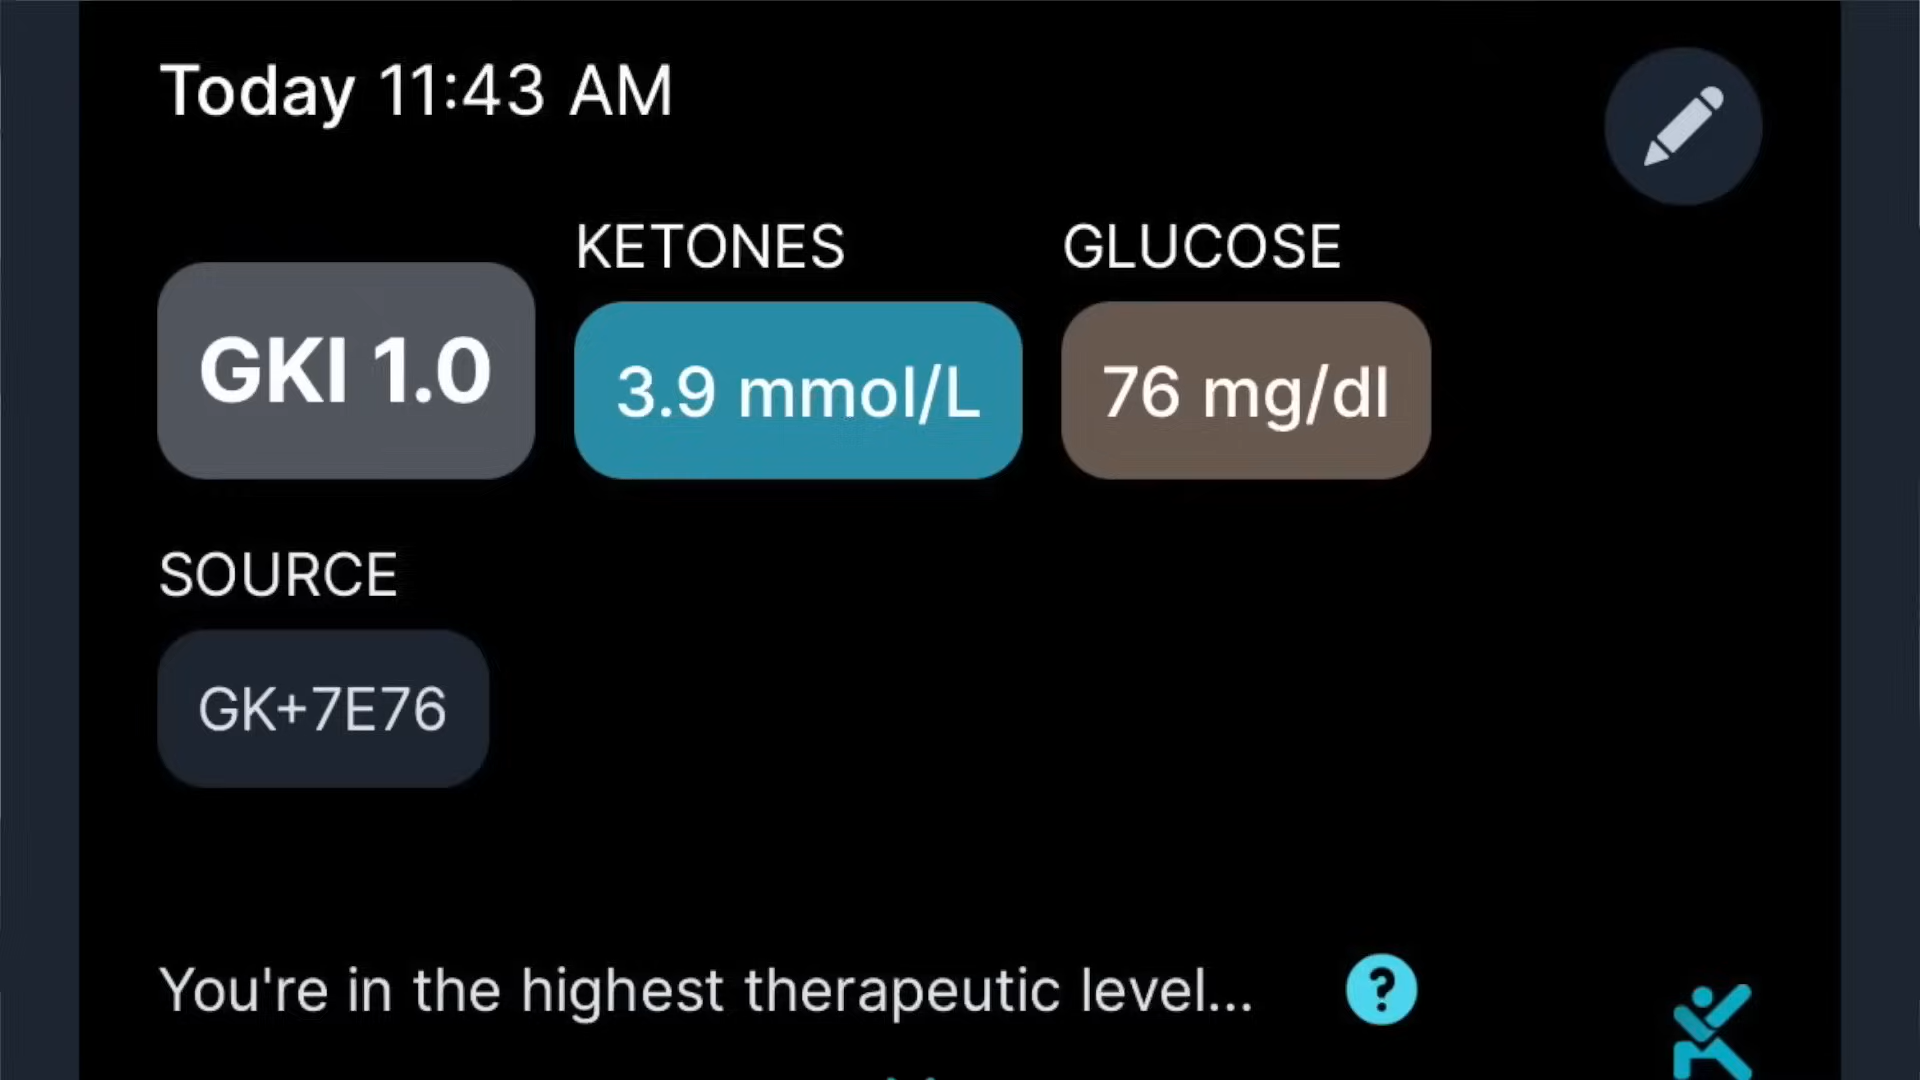 Today 11:43 AM
KETONES GLUCOSE
GKI 1.0 3.9 mmol/L 76 mg/dl
SOURCE
GK+7E76
You're in the highest therapeutic level...
?